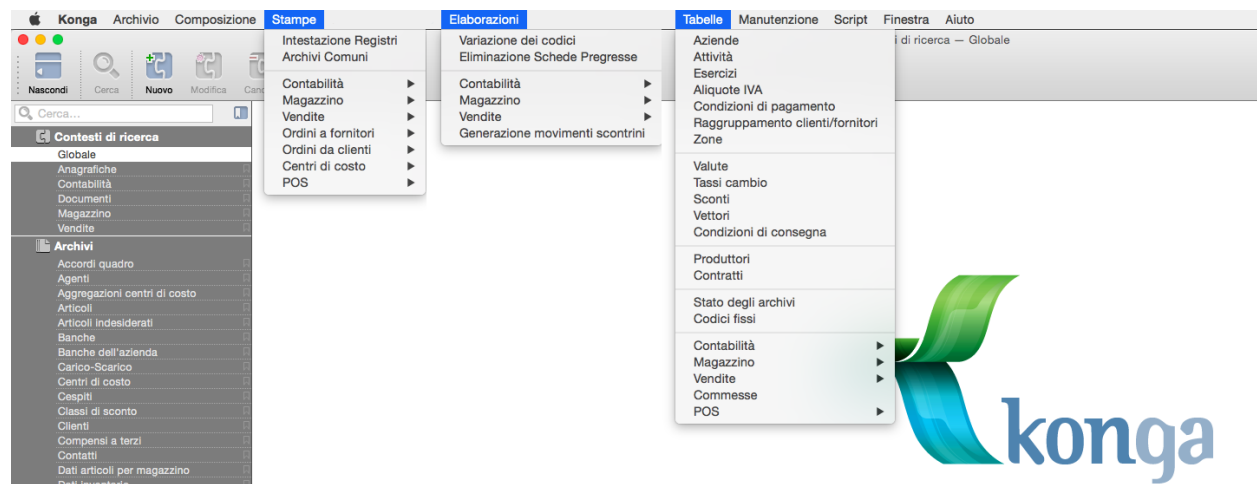 Konga Archivio Composizione Stampe Elaborazioni Tabelle Manutenzione Script Finestra Aiuto
i di ricerca — Globale
Nascondi Cerca Nuovo Modifica Canc
Cerca...
Contesti di ricerca
Globale
Anagrafiche
Contabilità
Documenti
Magazzino
Vendite
Archivi
Accordi quadro
Agenti
Aggregazioni centri di costo
Articoli
Articoli indesiderati
Banche
Banche dell'azienda
Carico-Scarico
Centri di costo
Cespiti
Classi di sconto
Clienti
Compensi a terzi
Contatti
Dati articoli per magazzino
Dati inventario
Intestazione Registri
Archivi Comuni
Contabilità
Magazzino
Vendite
Ordini a fornitori
Ordini da clienti
Centri di costo
POS
Variazione dei codici
Eliminazione Schede Pregresse
Contabilità
Magazzino
Vendite
Generazione movimenti scontrini
Aziende
Attività
Esercizi
Aliquote IVA
Condizioni di pagamento
Raggruppamento clienti/fornitori
Zone
Valute
Tassi cambio
Sconti
Vettori
Condizioni di consegna
Produttori
Contratti
Stato degli archivi
Codici fissi
Contabilità
Magazzino
Vendite
Commesse
POS
konga